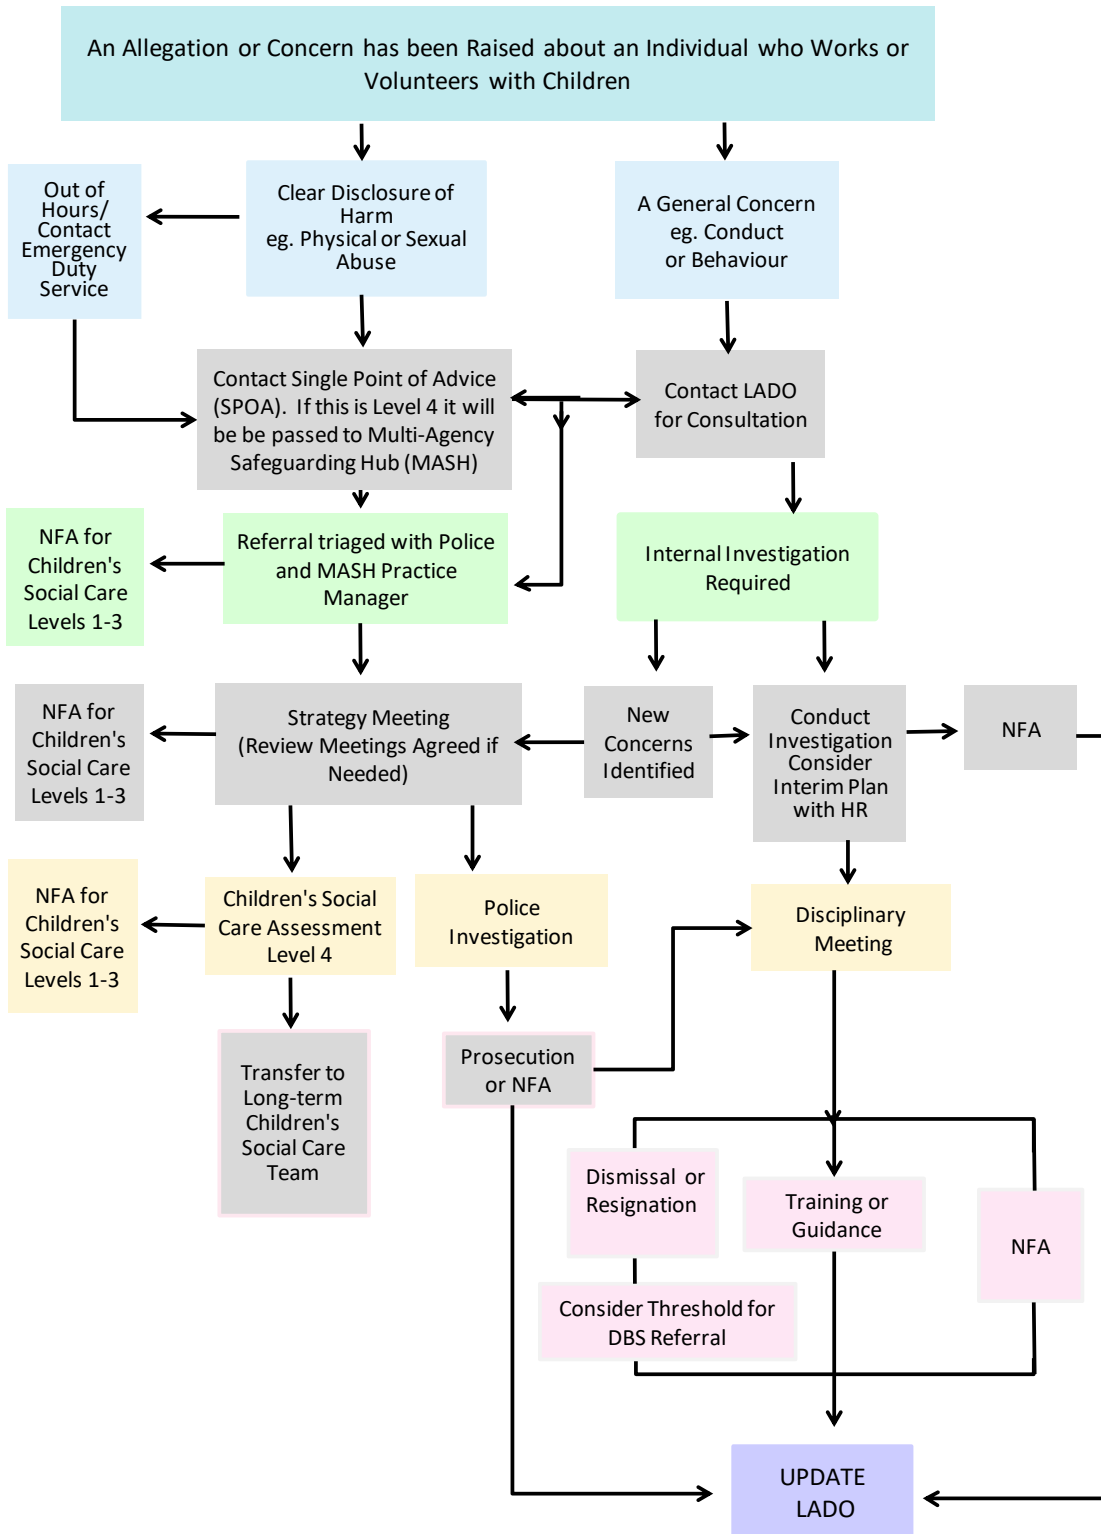 An Allegation or Concern has been Raised about an Individual who Works or
Volunteers with Children
Out of
Hours/
Contact
Emergency
Duty
Service
Clear Disclosure of
Harm
eg. Physical or Sexual
Abuse
A General Concern
eg. Conduct
or Behaviour
Contact Single Point of Advice
(SPOA). If this is Level 4 it will
be be passed to Multi-Agency
Safeguarding Hub (MASH)
Contact LADO
for Consultation
NFA for
Children's
Social Care
Levels 1-3
Referral triaged with Police
and MASH Practice
Manager
Internal Investigation
Required
NFA for
Children's
Social Care
Levels 1-3
Strategy Meeting
(Review Meetings Agreed if
Needed)
New
Concerns
Identified
Conduct
Investigation
Consider
Interim Plan
with HR
NFA
NFA for
Children's
Social Care
Levels 1-3
Children's Social
Care Assessment
Level 4
Police
Investigation
Disciplinary
Meeting
Transfer to
Long-term
Children's
Social Care
Team
Prosecution
or NFA
Dismissal or
Resignation
Training or
Guidance
NFA
Consider Threshold for
DBS Referral
UPDATE
LADO